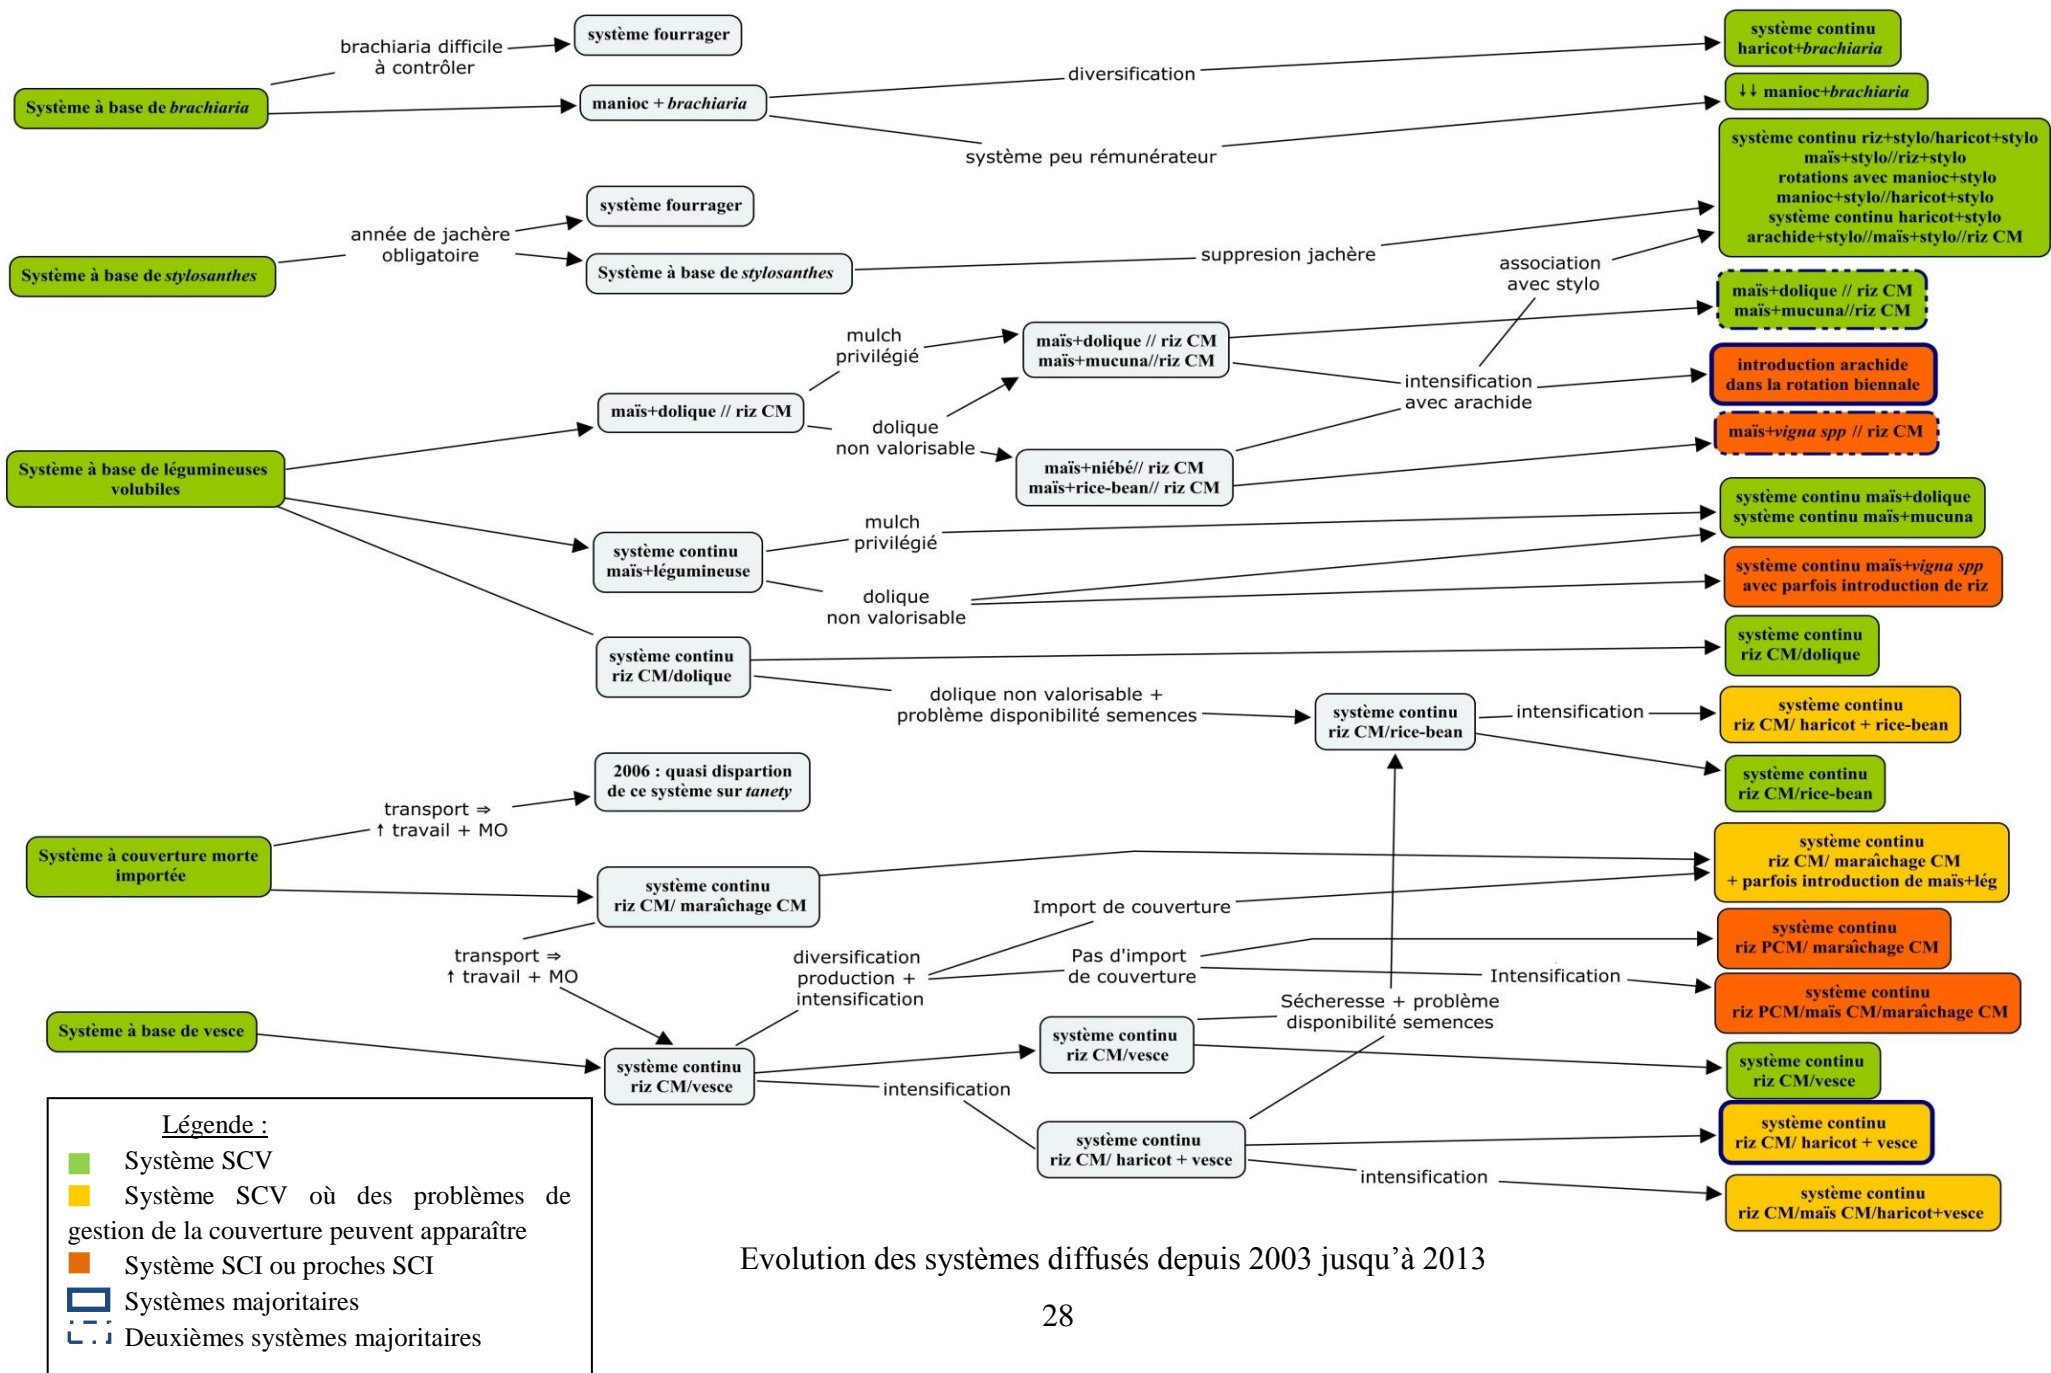 brachiaria difficile
à contrôler
système fourrager
système continu
haricot+brachiaria
diversification
Système à base de brachiaria
manioc + brachiaria
↓↓ manioc+brachiaria
système peu rémunérateur
système continu riz+stylo/haricot+stylo
maïs+stylo//riz+stylo
rotations avec manioc+stylo
manioc+stylo//haricot+stylo
système continu haricot+stylo
arachide+stylo//maïs+stylo//riz CM
système fourrager
année de jachère
obligatoire
Système à base de stylosanthes
Système à base de stylosanthes
suppresion jachère
association
avec stylo
maïs+dolique // riz CM
maïs+mucuna//riz CM
mulch
privilégié
maïs+dolique // riz CM
maïs+mucuna//riz CM
intensification
avec arachide
introduction arachide
dans la rotation biennale
maïs+dolique // riz CM
dolique
non valorisable
maïs+vigna spp // riz CM
Système à base de légumineuses
volubiles
maïs+niébé// riz CM
maïs+rice-bean// riz CM
mulch
privilégié
système continu maïs+dolique
système continu maïs+mucuna
système continu
maïs+légumineuse
dolique
non valorisable
système continu maïs+vigna spp
avec parfois introduction de riz
système continu
riz CM/dolique
système continu
riz CM/dolique
dolique non valorisable +
problème disponibilité semences
système continu
riz CM/rice-bean
intensification
système continu
riz CM/ haricot + rice-bean
système continu
riz CM/rice-bean
2006 : quasi dispartion
de ce système sur tanety
transport ⇒
↑ travail + MO
Système à couverture morte
importée
système continu
riz CM/ maraîchage CM
système continu
riz CM/ maraîchage CM
+ parfois introduction de maïs+lég
Import de couverture
transport ⇒
↑ travail + MO
diversification
production +
intensification
Pas d'import
de couverture
système continu
riz PCM/ maraîchage CM
Intensification
système continu
riz PCM/maïs CM/maraîchage CM
Sécheresse + problème
disponibilité semences
Système à base de vesce
système continu
riz CM/vesce
système continu
riz CM/vesce
système continu
riz CM/vesce
intensification
système continu
riz CM/ haricot + vesce
système continu
riz CM/ haricot + vesce
intensification
système continu
riz CM/maïs CM/haricot+vesce
Légende :
Système SCV
Système SCV où des problèmes de
gestion de la couverture peuvent apparaître
Système SCI ou proches SCI
Systèmes majoritaires
Deuxièmes systèmes majoritaires
Evolution des systèmes diffusés depuis 2003 jusqu’à 2013
28